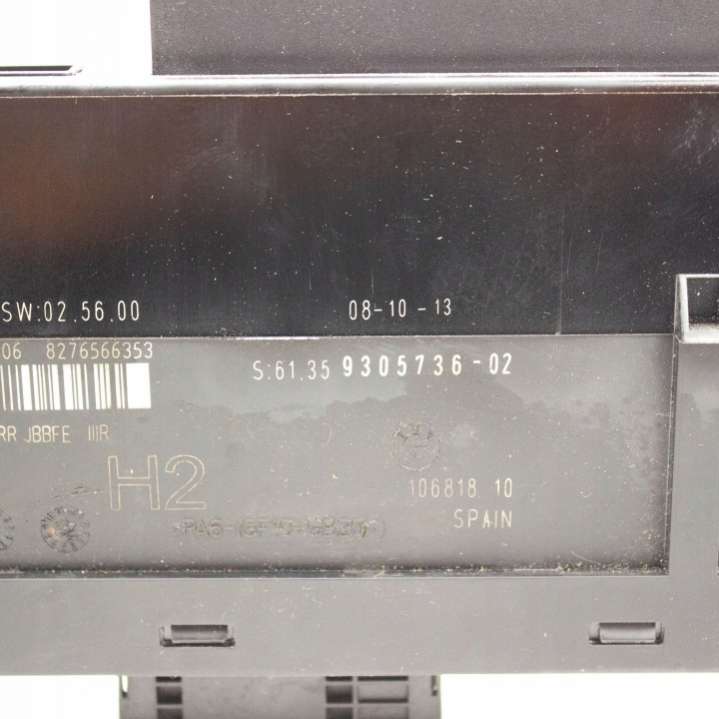 SW:02.56.00 08-10-13
06 8276566353
S:61.35 9305736-02
RR JBBFE IIIR
H2
106818.10
SPAIN